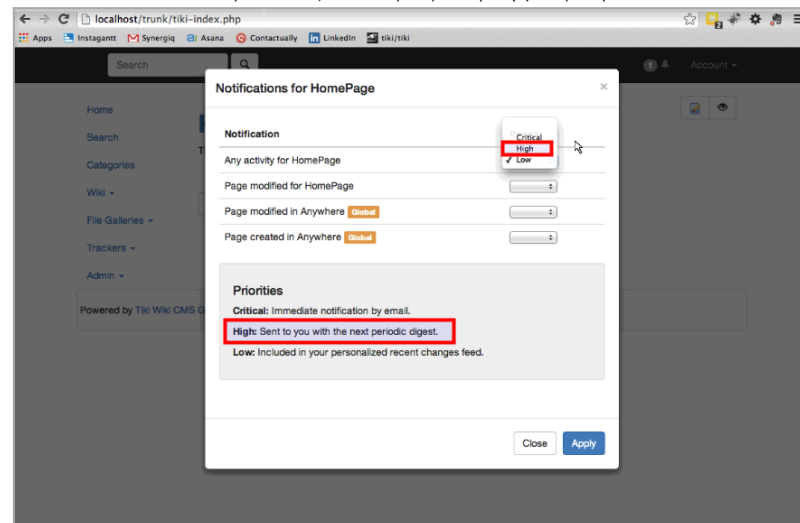 localhost/trunk/tiki-index.php
2
Apps Instagantt Synergiq Asana Contactually LinkedIn tiki/tiki
Search 1 Account
Notifications for HomePage ×
Home
Search
Categories
Wiki
File Galleries
Trackers
Admin
Notification
Critical
High
✓ Low
Any activity for HomePage
Page modified for HomePage
Page modified in Anywhere Global
Page created in Anywhere Global
Priorities
Critical: Immediate notification by email.
High: Sent to you with the next periodic digest.
Low: Included in your personalized recent changes feed.
Powered by Tiki Wiki CMS G
Close Apply